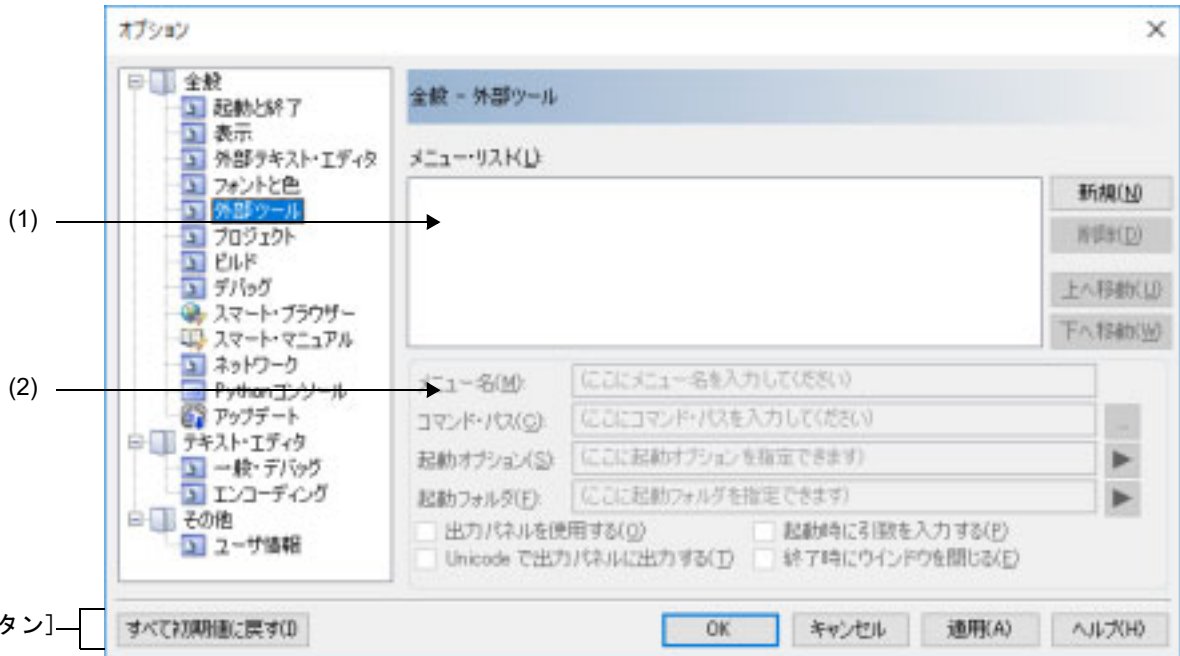 オプション
全般
起動と終了
表示
外部テキスト・エディタ
フォントと色
外部ツール
プロジェクト
ビルド
デバッグ
スマート・ブラウザー
スマート・マニュアル
ネットワーク
Pythonコンソール
アップデート
テキスト・エディタ
一般・デバッグ
エンコーディング
その他
ユーザ情報
全般 - 外部ツール
メニュー・リスト(L):
新規(N)
削除(D)
上へ移動(U)
下へ移動(W)
(1)
(2)
メニュー名(M): (ここにメニュー名を入力してください)
コマンド・パス(C): (ここにコマンド・パスを入力してください) ...
起動オプション(S): (ここに起動オプションを指定できます)
起動フォルダ(F): (ここに起動フォルダを指定できます)
出力パネルを使用する(O) 起動時に引数を入力する(P)
Unicode で出力パネルに出力する(T) 終了時にウインドウを閉じる(E)
タン]
すべて初期値に戻す(I) OK キャンセル 適用(A) ヘルプ(H)